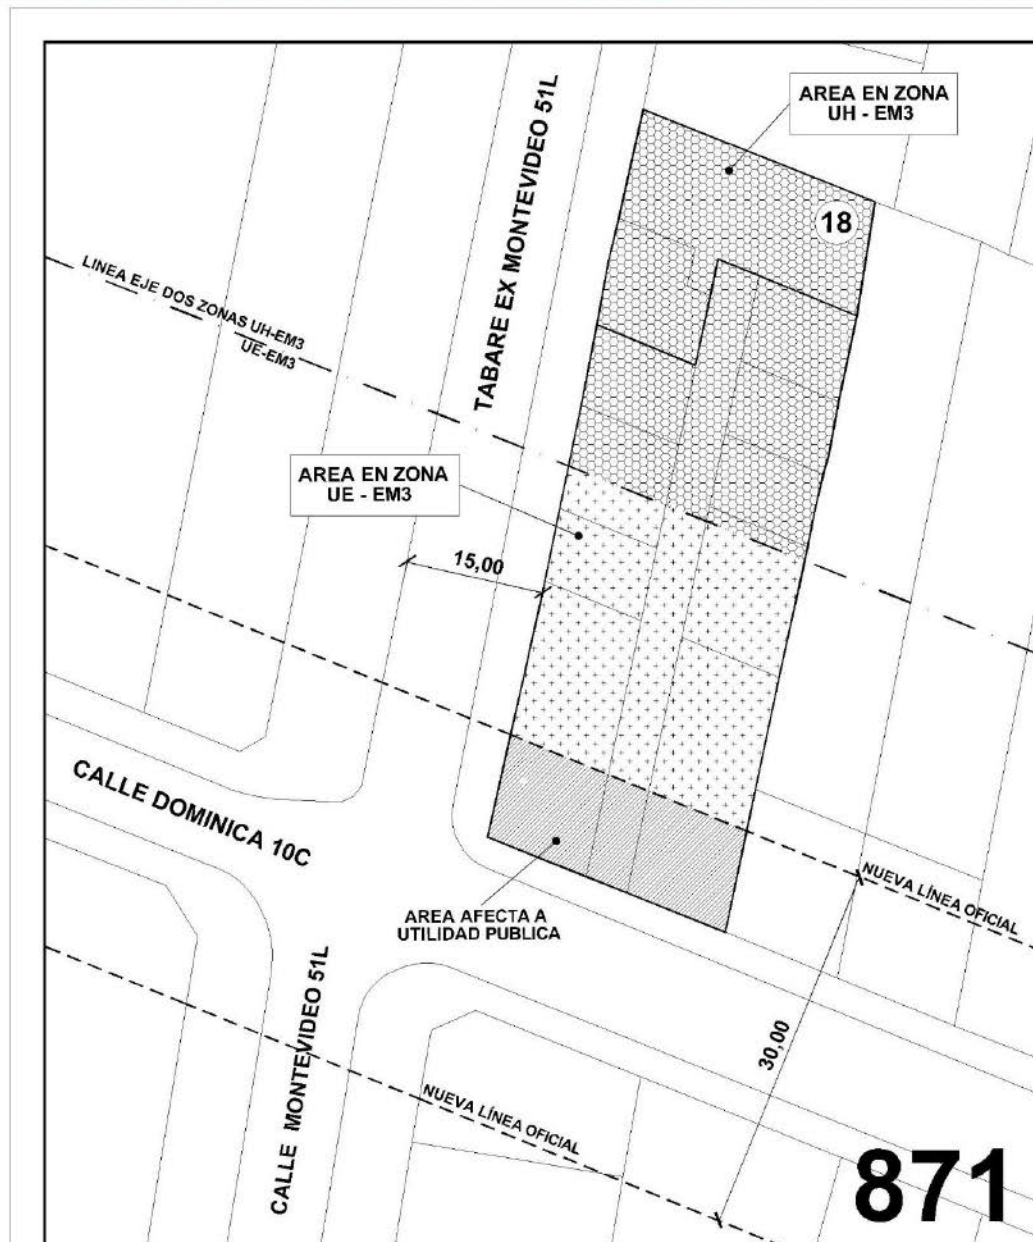 AREA EN ZONA
UH - EM3
TABARE EX MONTEVIDEO 51L
18
LINEA EJE DOS ZONAS UH-EM3
UE-EM3
AREA EN ZONA
UE - EM3
15,00
CALLE DOMINICA 10C
NUEVA LÍNEA OFICIAL
AREA AFECTA A
UTILIDAD PUBLICA
CALLE MONTEVIDEO 51L
30,00
NUEVA LÍNEA OFICIAL
871